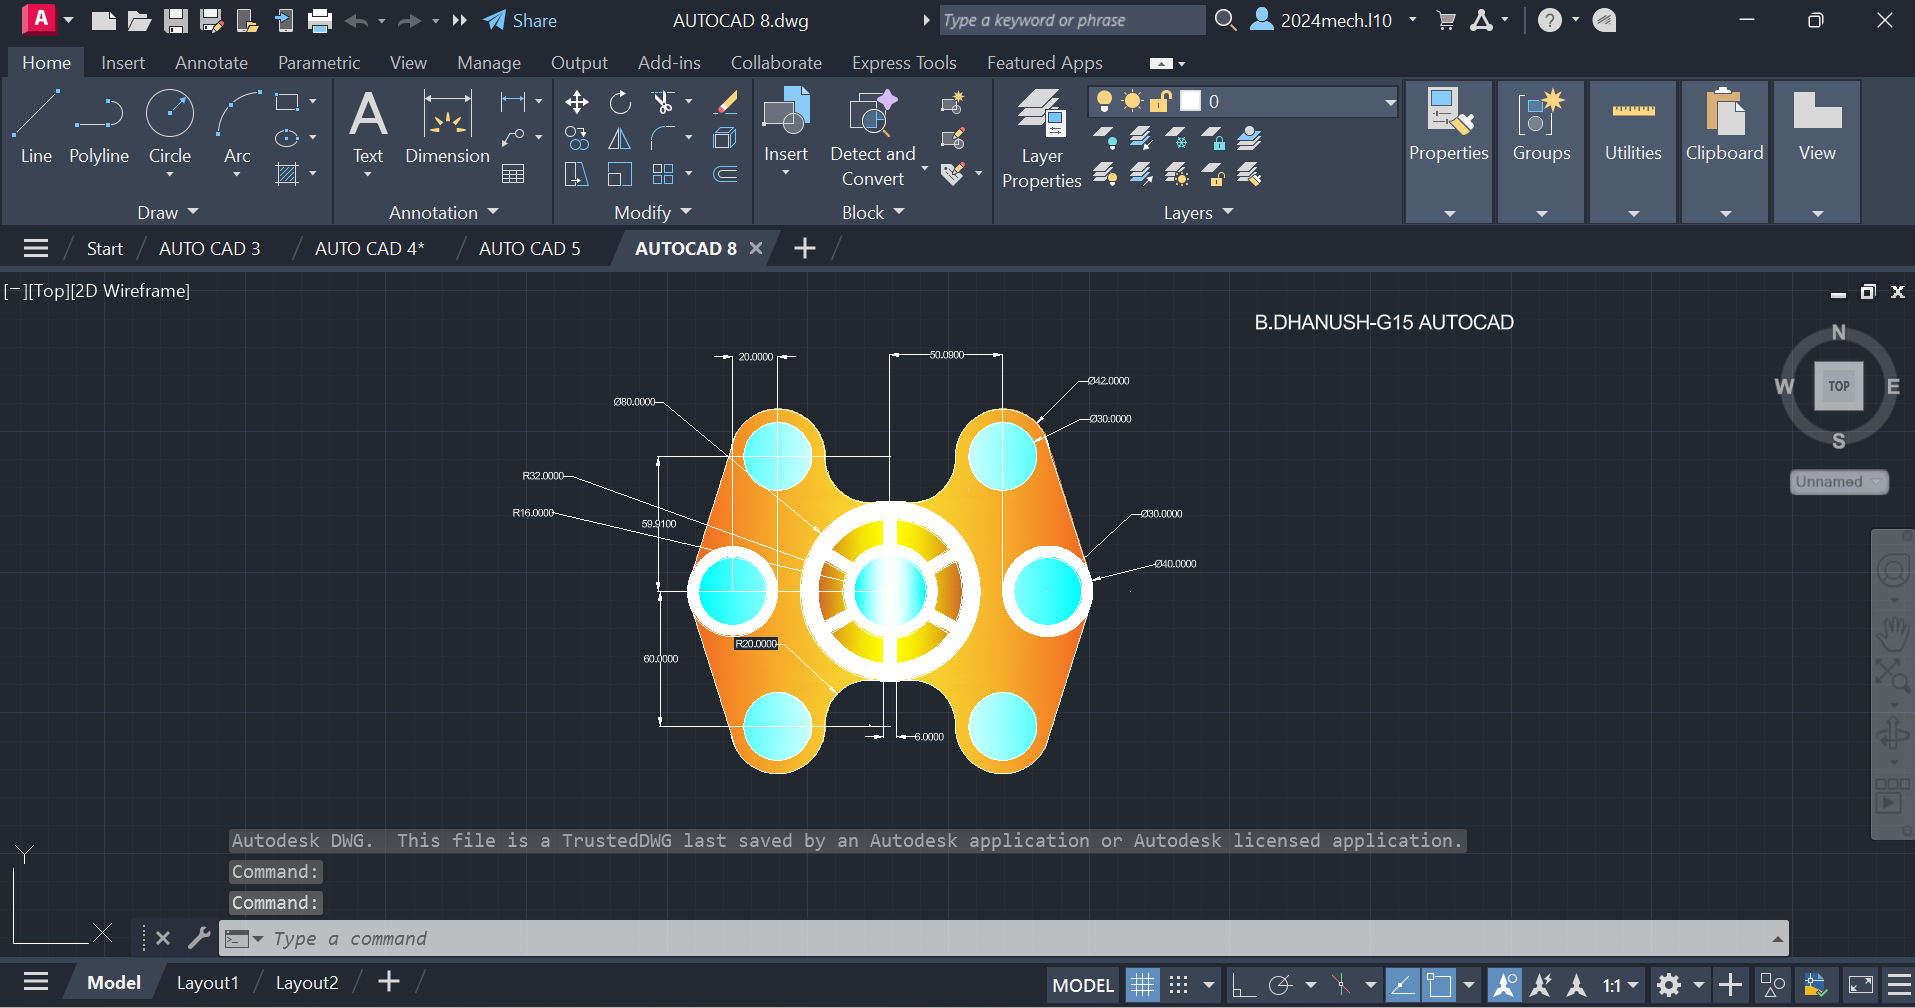 A
Share
AUTOCAD 8.dwg
Type a keyword or phrase
2024mech.l10
Home
Insert
Annotate
Parametric
View
Manage
Output
Add-ins
Collaborate
Express Tools
Featured Apps
Line
Polyline
Circle
Arc
Draw
Text
Dimension
Annotation
Modify
Insert
Detect and
Convert
Block
Layer
Properties
0
Layers
Properties
Groups
Utilities
Clipboard
View
Start
AUTO CAD 3
AUTO CAD 4*
AUTO CAD 5
AUTOCAD 8
[−][Top][2D Wireframe]
B.DHANUSH-G15 AUTOCAD
N
W
TOP
E
S
Unnamed
20.0000
50.0900
Ø42.0000
Ø80.0000
Ø30.0000
R32.0000
R16.0000
59.9100
Ø30.0000
Ø40.0000
R20.0000
60.0000
6.0000
Autodesk DWG.  This file is a TrustedDWG last saved by an Autodesk application or Autodesk licensed application.
Command:
Command:
Y
X
Type a command
Model
Layout1
Layout2
MODEL
1:1